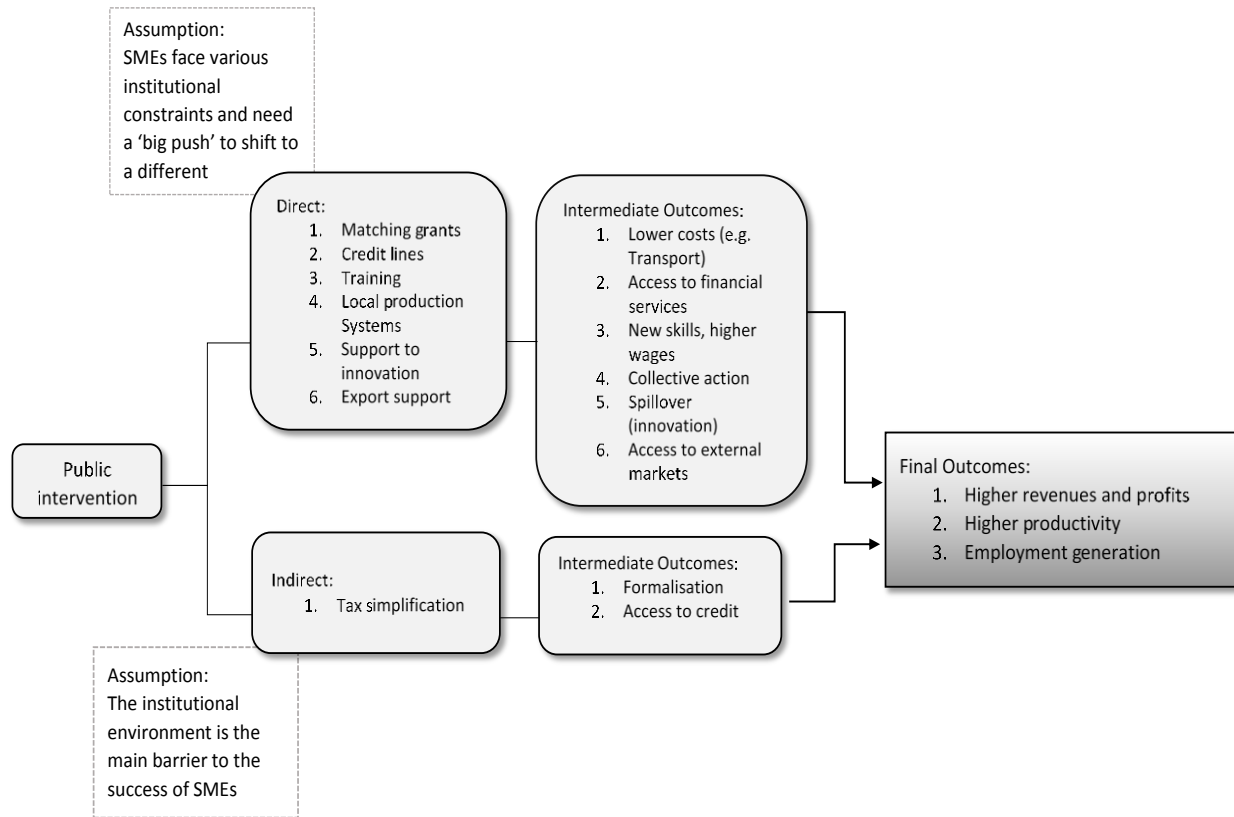 Assumption:
SMEs face various
institutional
constraints and need
a ‘big push’ to shift to
a different
Direct:
1. Matching grants
2. Credit lines
3. Training
4. Local production
Systems
5. Support to
innovation
6. Export support
Intermediate Outcomes:
1. Lower costs (e.g.
Transport)
2. Access to financial
services
3. New skills, higher
wages
4. Collective action
5. Spillover
(innovation)
6. Access to external
markets
Public
intervention
Final Outcomes:
1. Higher revenues and profits
2. Higher productivity
3. Employment generation
Indirect:
1. Tax simplification
Intermediate Outcomes:
1. Formalisation
2. Access to credit
Assumption:
The institutional
environment is the
main barrier to the
success of SMEs